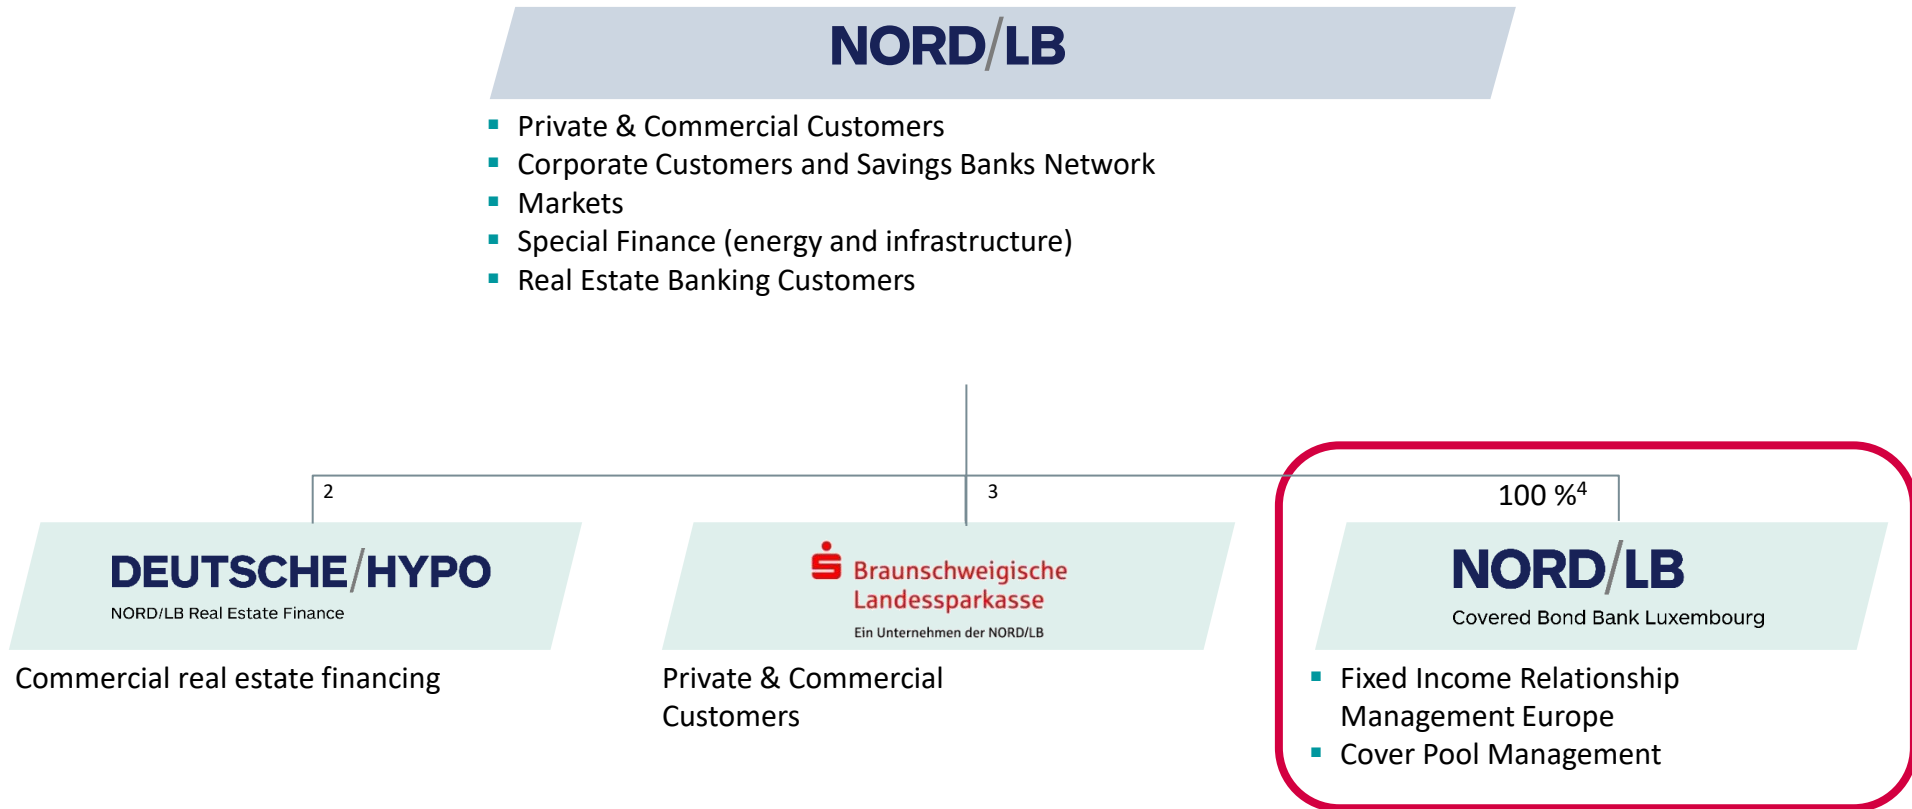 NORD/LB
▪ Private & Commercial Customers
▪ Corporate Customers and Savings Banks Network
▪ Markets
▪ Special Finance (energy and infrastructure)
▪ Real Estate Banking Customers
2
3
100 %⁴
DEUTSCHE/HYPO
NORD/LB Real Estate Finance
Commercial real estate financing
Braunschweigische
Landessparkasse
Ein Unternehmen der NORD/LB
Private & Commercial
Customers
NORD/LB
Covered Bond Bank Luxembourg
▪ Fixed Income Relationship
Management Europe
▪ Cover Pool Management